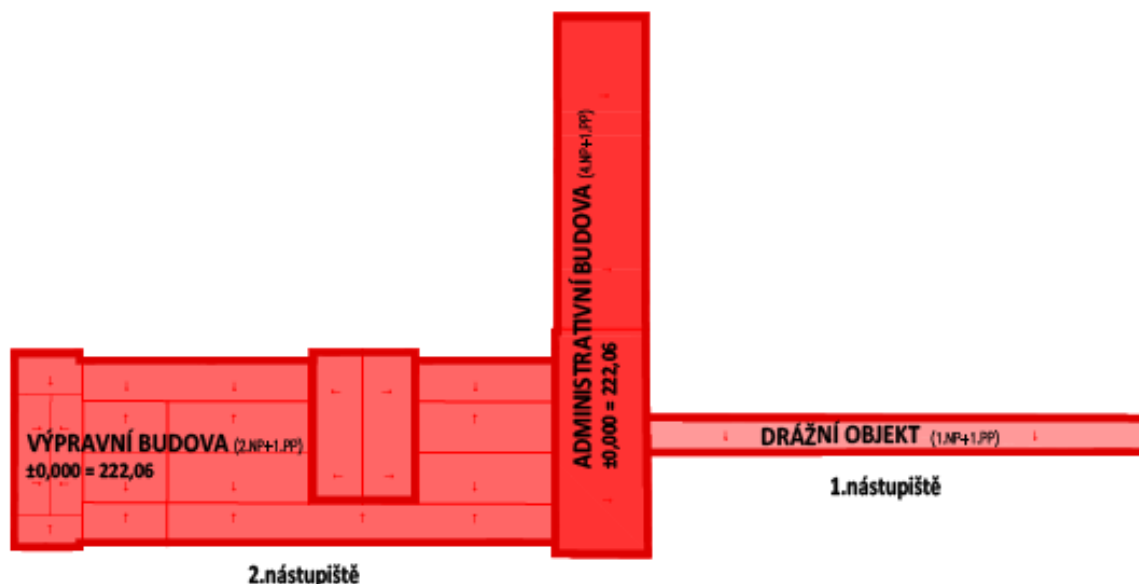 ADMINISTRATIVNÍ BUDOVA (4.NP+1.PP)
±0,000 = 222,06
VÝPRAVNÍ BUDOVA (2.NP+1.PP)
±0,000 = 222,06
DRÁŽNÍ OBJEKT (1.NP+1.PP)
1.nástupiště
2.nástupiště